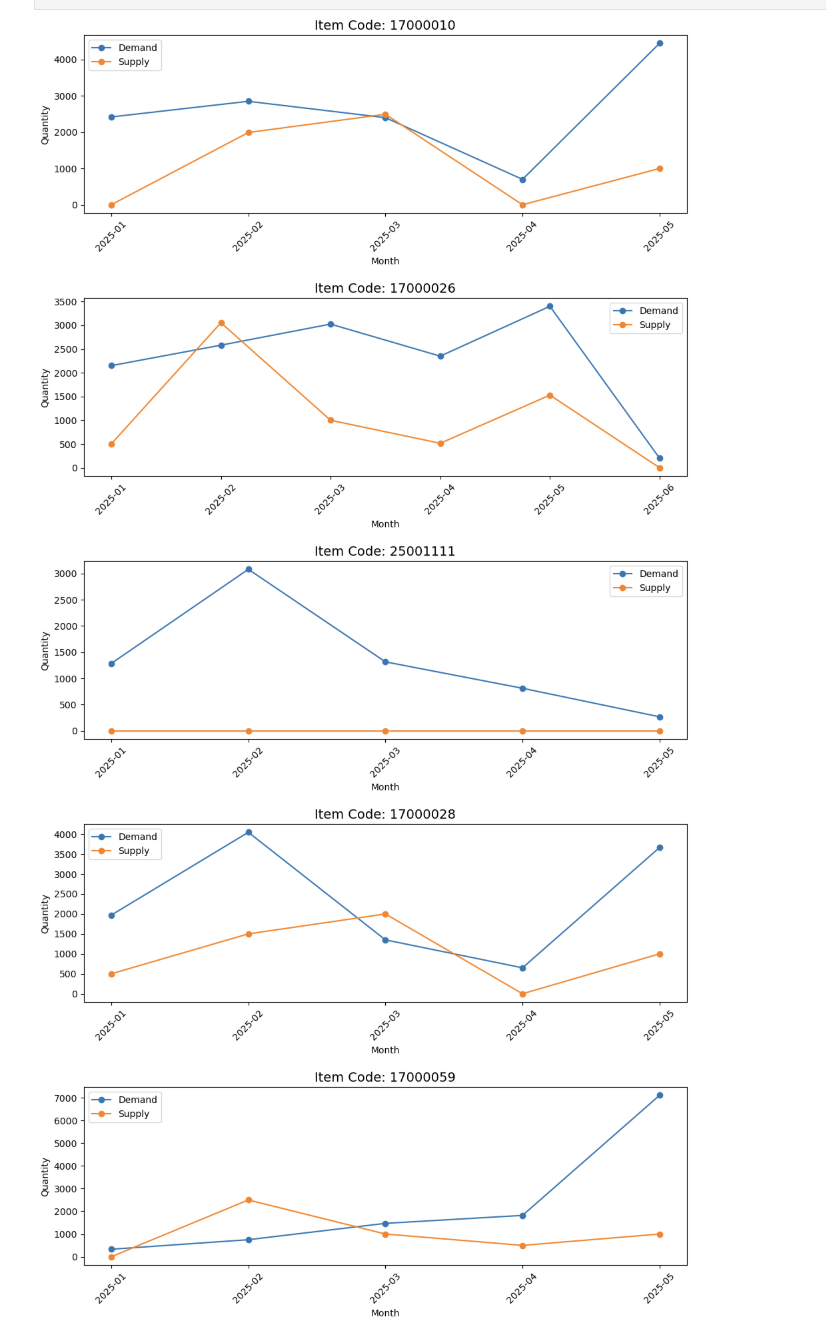 Item Code: 17000010
Demand
Supply
4000
3000
2000
1000
0
Quantity
2025-01
2025-02
2025-03
2025-04
2025-05
Month
Item Code: 17000026
Demand
Supply
3500
3000
2500
2000
1500
1000
500
0
Quantity
2025-01
2025-02
2025-03
2025-04
2025-05
2025-06
Month
Item Code: 25001111
Demand
Supply
3000
2500
2000
1500
1000
500
0
Quantity
2025-01
2025-02
2025-03
2025-04
2025-05
Month
Item Code: 17000028
Demand
Supply
4000
3500
3000
2500
2000
1500
1000
500
0
Quantity
2025-01
2025-02
2025-03
2025-04
2025-05
Month
Item Code: 17000059
Demand
Supply
7000
6000
5000
4000
3000
2000
1000
0
Quantity
2025-01
2025-02
2025-03
2025-04
2025-05
Month